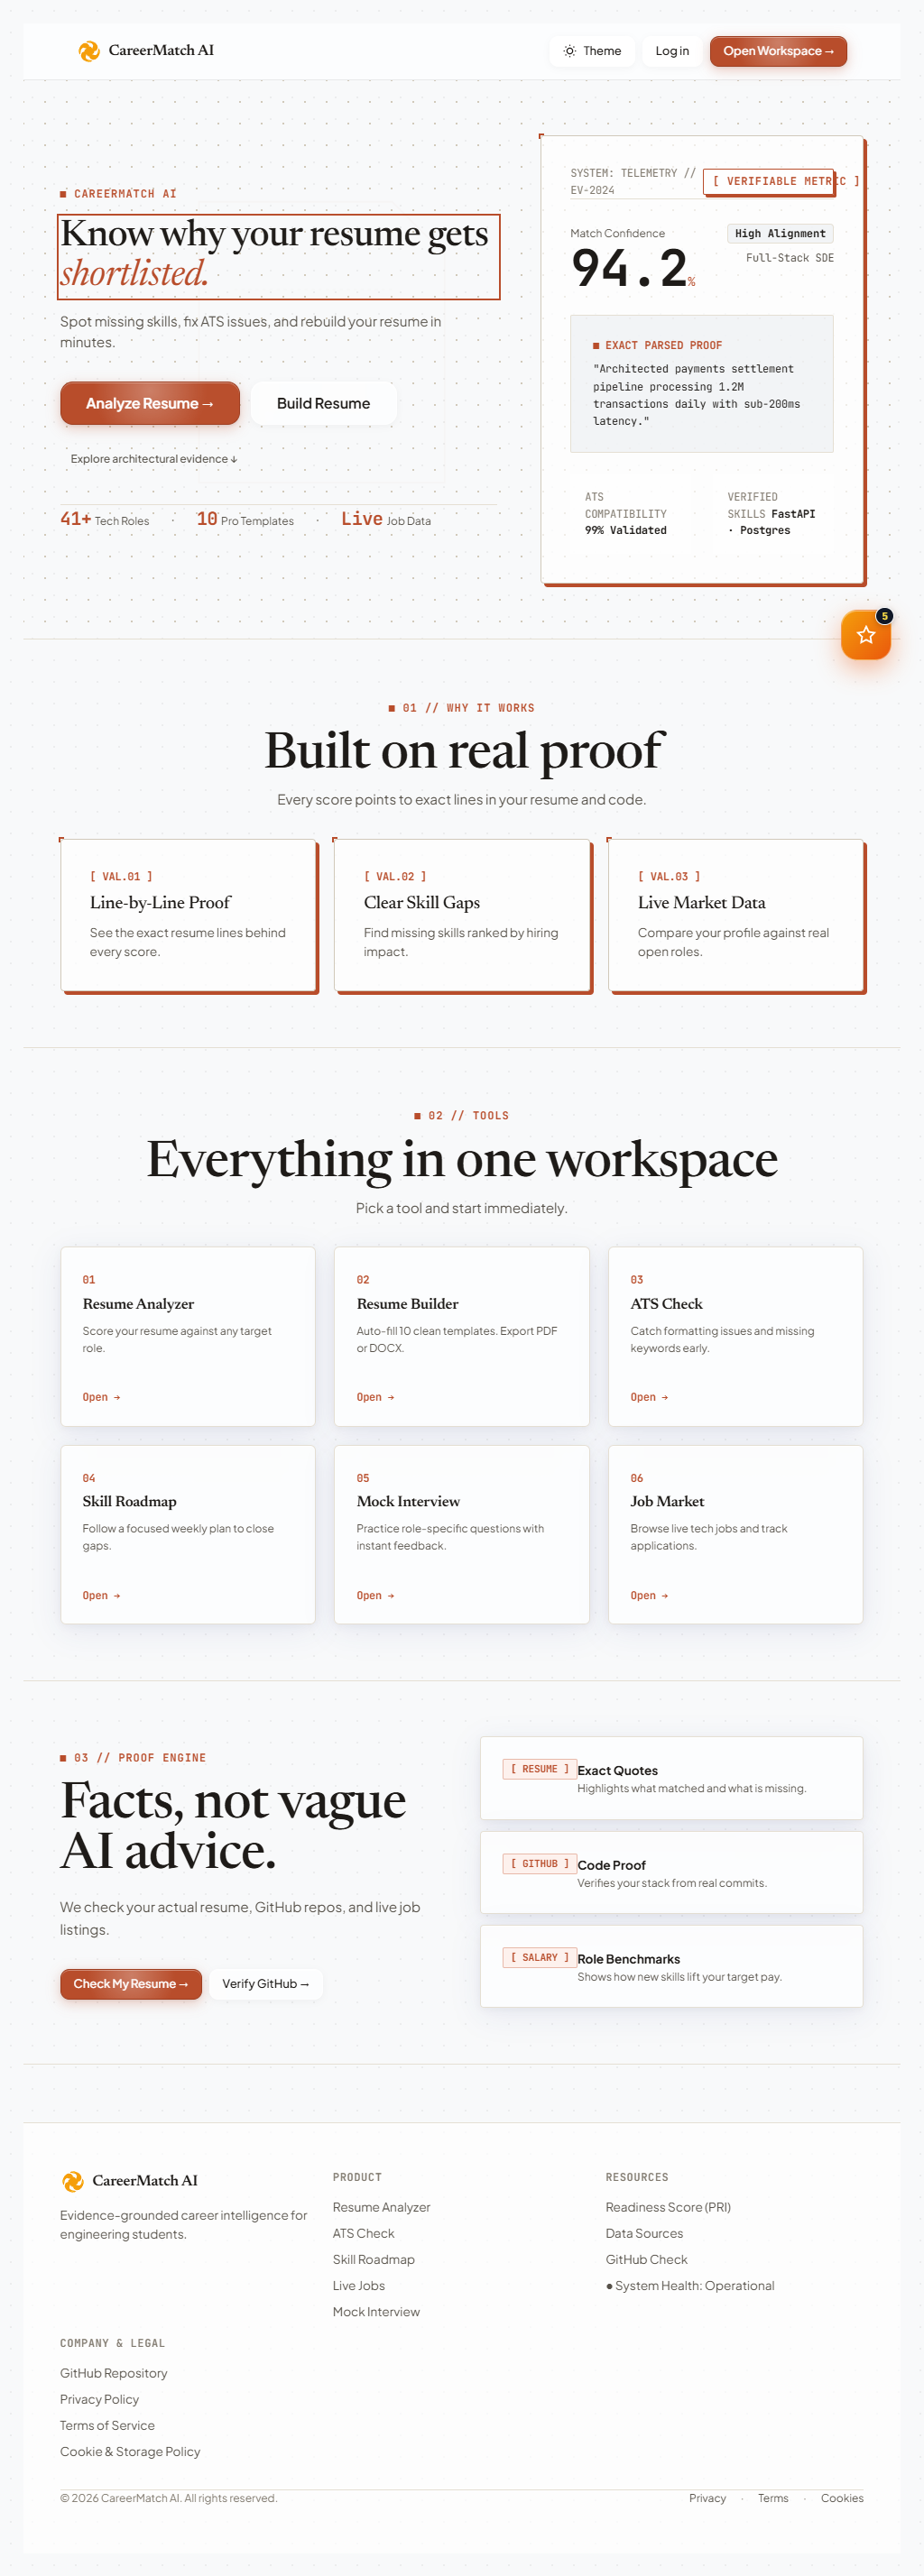 CareerMatch AI
Theme
Log in
Open Workspace →
■ CAREERMATCH AI
Know why your resume gets
shortlisted.
Spot missing skills, fix ATS issues, and rebuild your resume in
minutes.
Analyze Resume →
Build Resume
Explore architectural evidence ↓
41+ Tech Roles · 10 Pro Templates · Live Job Data
SYSTEM: TELEMETRY //
EV-2024
[ VERIFIABLE METRIC ]
Match Confidence
94.2%
High Alignment
Full-Stack SDE
■ EXACT PARSED PROOF
"Architected payments settlement
pipeline processing 1.2M
transactions daily with sub-200ms
latency."
ATS
COMPATIBILITY
99% Validated
VERIFIED
SKILLS FastAPI
· Postgres
5
■ 01 // WHY IT WORKS
Built on real proof
Every score points to exact lines in your resume and code.
[ VAL.01 ]
Line-by-Line Proof
See the exact resume lines behind
every score.
[ VAL.02 ]
Clear Skill Gaps
Find missing skills ranked by hiring
impact.
[ VAL.03 ]
Live Market Data
Compare your profile against real
open roles.
■ 02 // TOOLS
Everything in one workspace
Pick a tool and start immediately.
01
Resume Analyzer
Score your resume against any target
role.
Open →
02
Resume Builder
Auto-fill 10 clean templates. Export PDF
or DOCX.
Open →
03
ATS Check
Catch formatting issues and missing
keywords early.
Open →
04
Skill Roadmap
Follow a focused weekly plan to close
gaps.
Open →
05
Mock Interview
Practice role-specific questions with
instant feedback.
Open →
06
Job Market
Browse live tech jobs and track
applications.
Open →
■ 03 // PROOF ENGINE
Facts, not vague
AI advice.
We check your actual resume, GitHub repos, and live job
listings.
Check My Resume →
Verify GitHub →
[ RESUME ]
Exact Quotes
Highlights what matched and what is missing.
[ GITHUB ]
Code Proof
Verifies your stack from real commits.
[ SALARY ]
Role Benchmarks
Shows how new skills lift your target pay.
CareerMatch AI
Evidence-grounded career intelligence for
engineering students.
PRODUCT
Resume Analyzer
ATS Check
Skill Roadmap
Live Jobs
Mock Interview
RESOURCES
Readiness Score (PRI)
Data Sources
GitHub Check
● System Health: Operational
COMPANY & LEGAL
GitHub Repository
Privacy Policy
Terms of Service
Cookie & Storage Policy
© 2026 CareerMatch AI. All rights reserved.
Privacy · Terms · Cookies